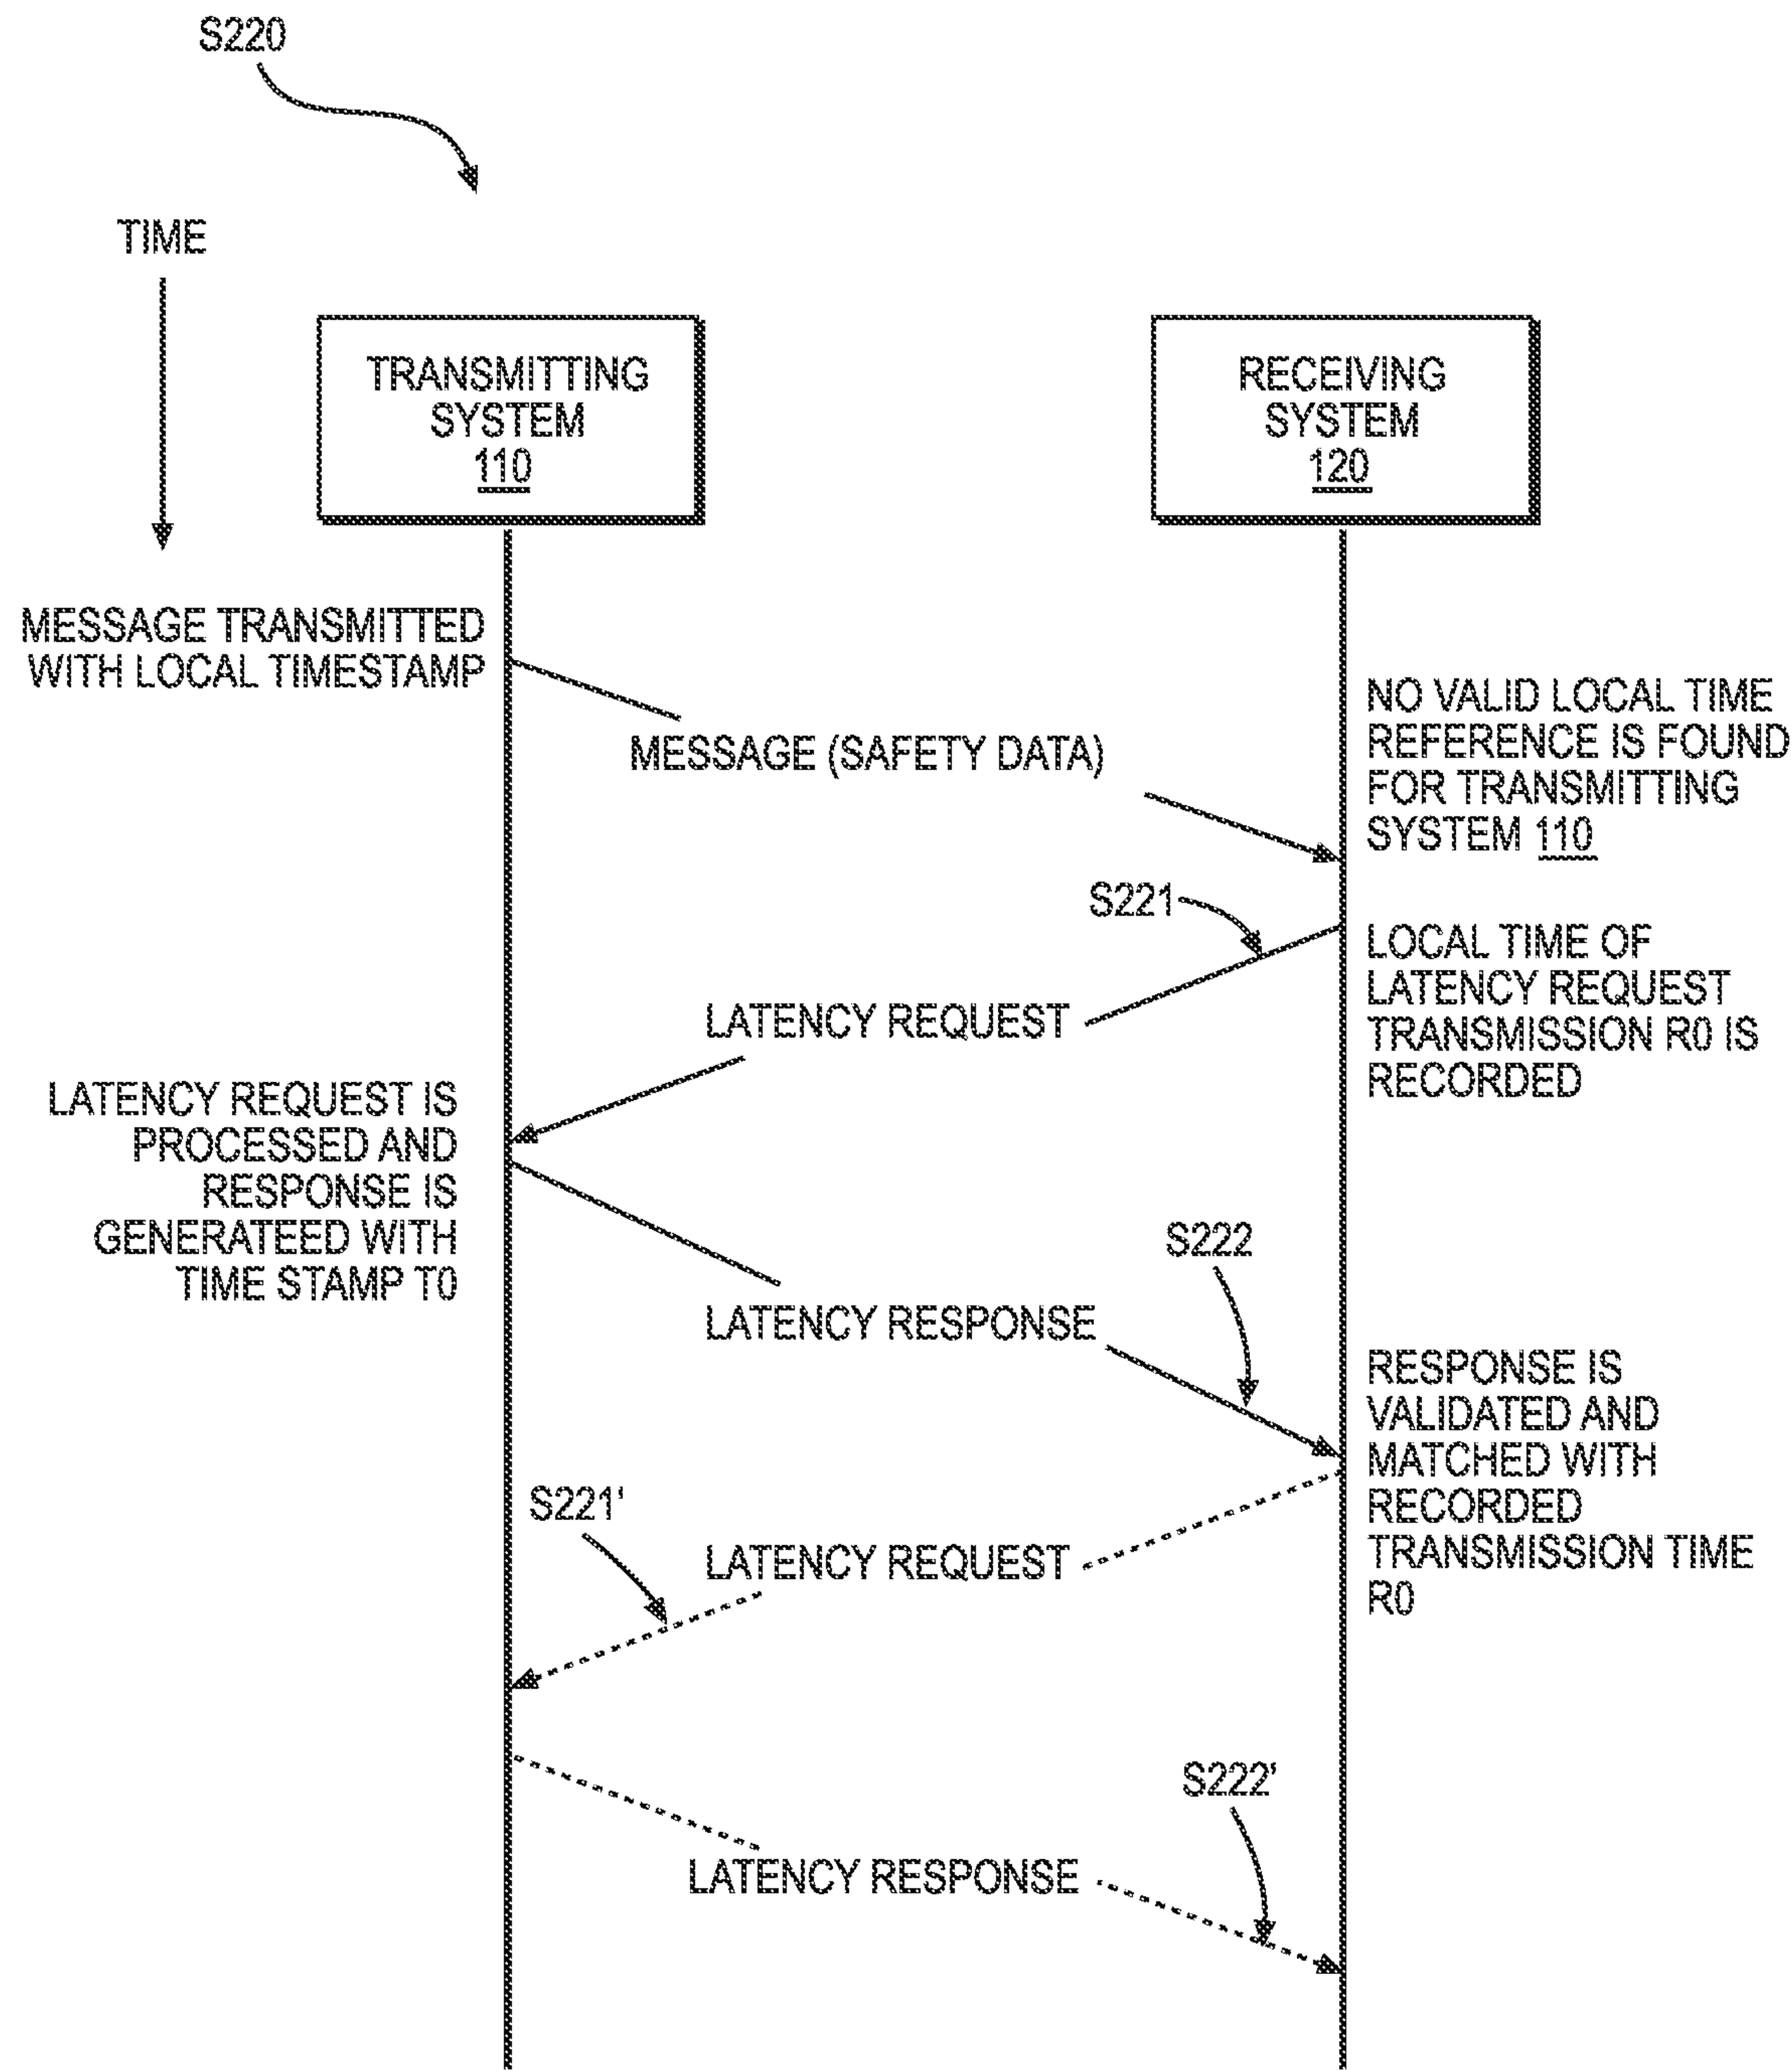 S220
TIME
TRANSMITTING
SYSTEM
110
RECEIVING
SYSTEM
120
MESSAGE TRANSMITTED
WITH LOCAL TIMESTAMP
MESSAGE (SAFETY DATA)
NO VALID LOCAL TIME
REFERENCE IS FOUND
FOR TRANSMITTING
SYSTEM 110
S221
LOCAL TIME OF
LATENCY REQUEST
TRANSMISSION R0 IS
RECORDED
LATENCY REQUEST
LATENCY REQUEST IS
PROCESSED AND
RESPONSE IS
GENERATEED WITH
TIME STAMP T0
S222
LATENCY RESPONSE
RESPONSE IS
VALIDATED AND
MATCHED WITH
RECORDED
TRANSMISSION TIME
R0
S221'
LATENCY REQUEST
S222'
LATENCY RESPONSE